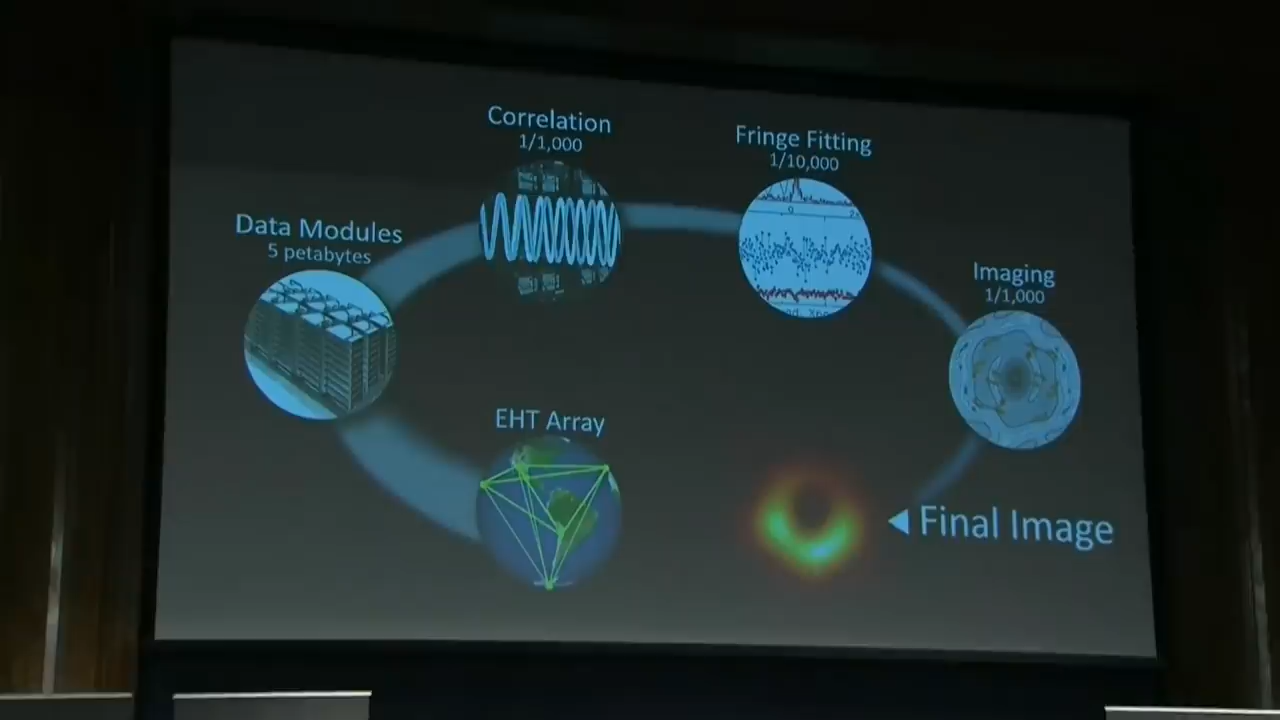 Correlation
1/1,000
Fringe Fitting
1/10,000
Data Modules
5 petabytes
Imaging
1/1,000
EHT Array
Final Image
0